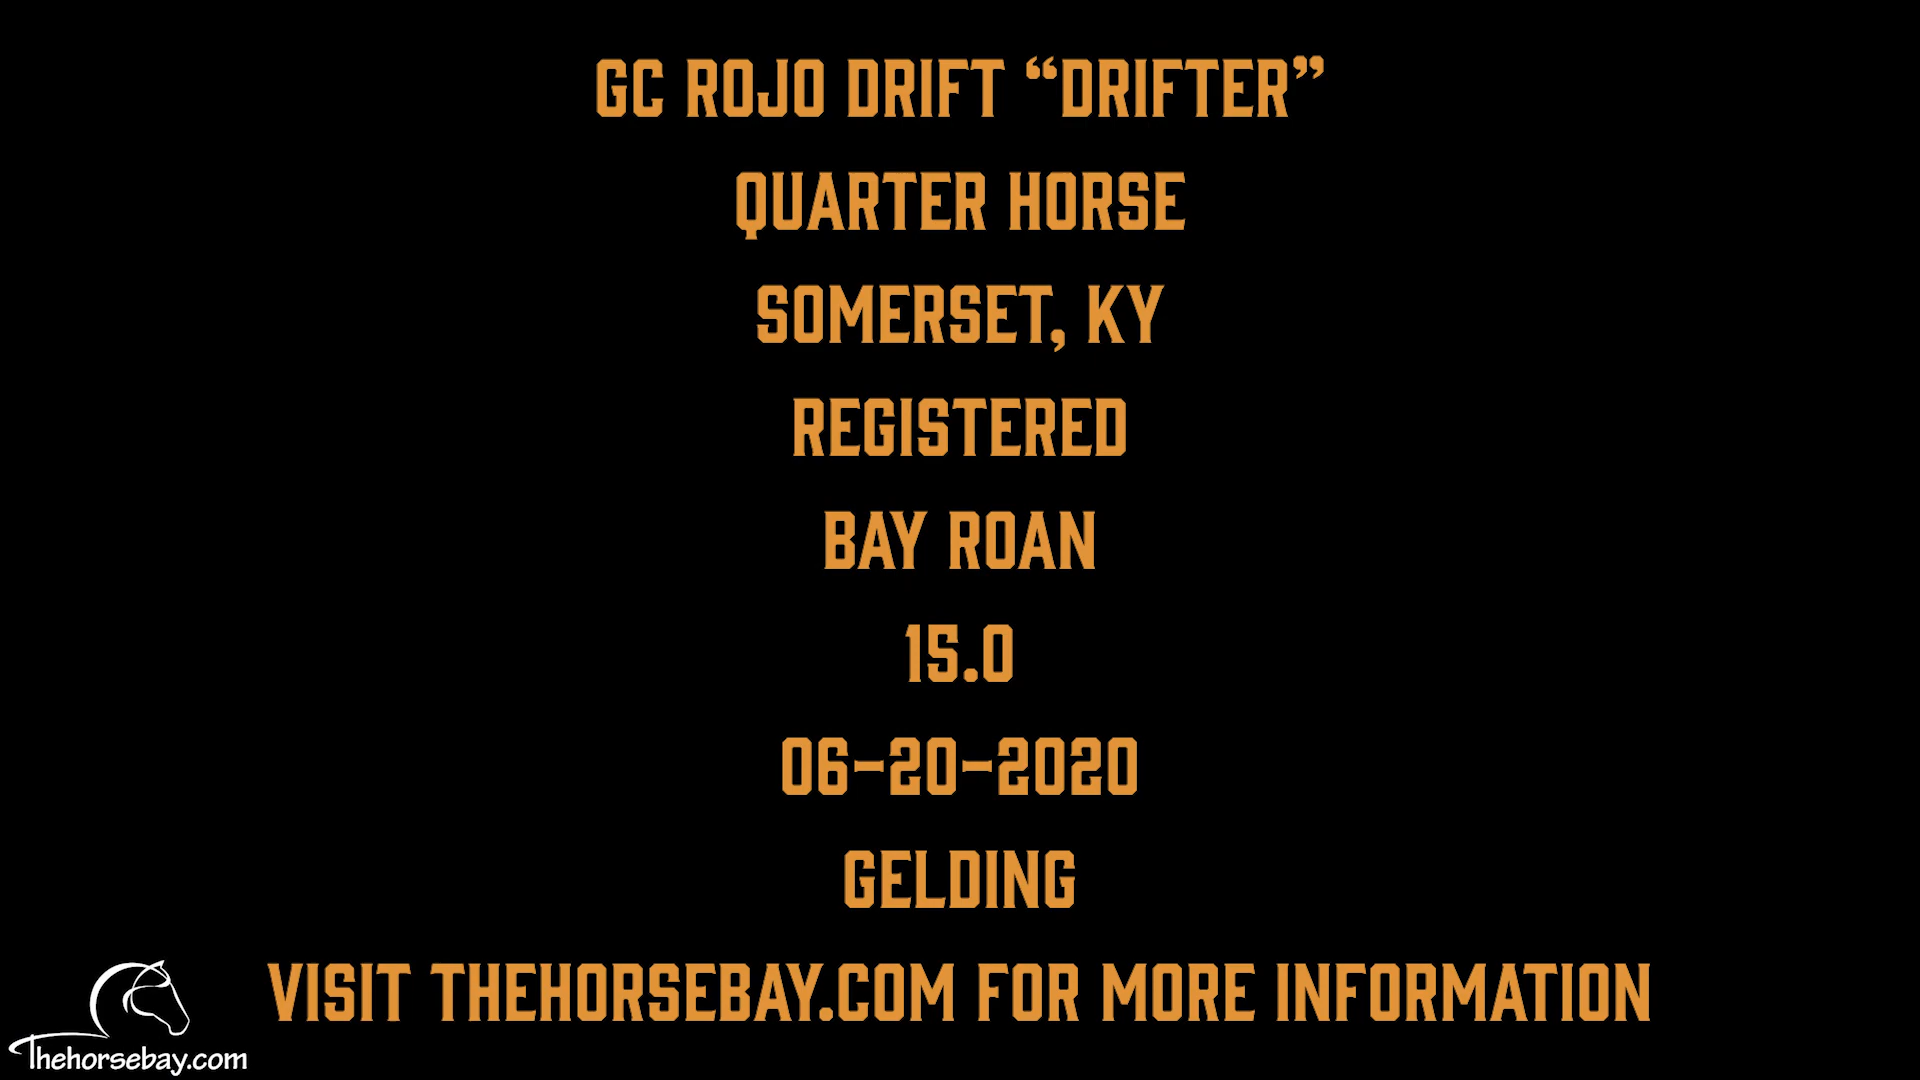 GC ROJO DRIFT “DRIFTER”
QUARTER HORSE
SOMERSET, KY
REGISTERED
BAY ROAN
15.0
06-20-2020
GELDING
VISIT THEHORSEBAY.COM FOR MORE INFORMATION
Thehorsebay.com